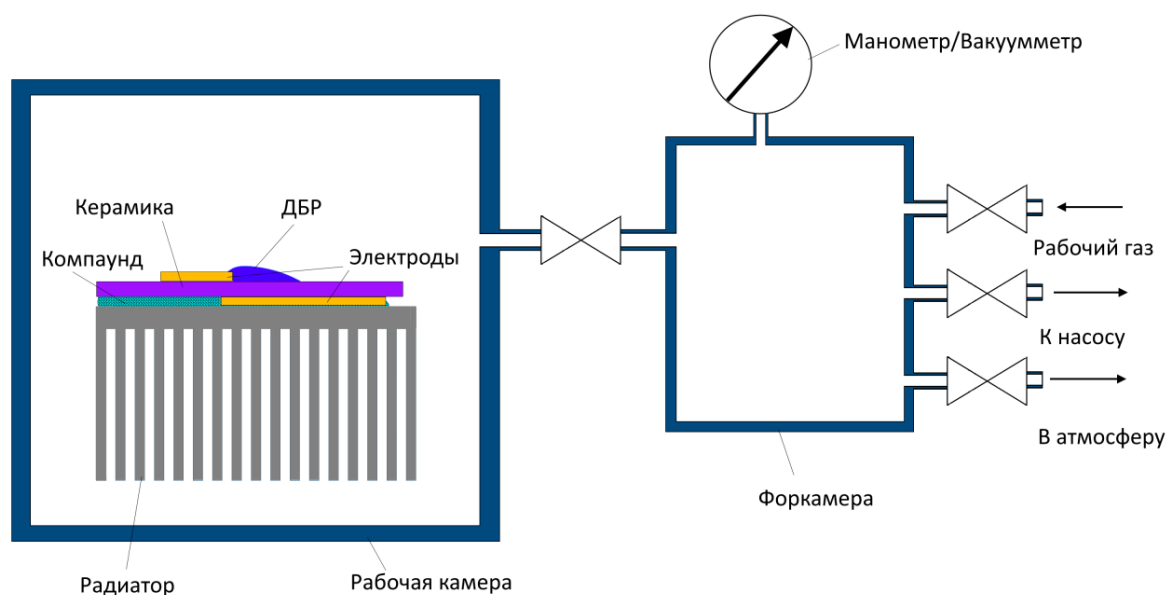 Манометр/Вакуумметр
Керамика
ДБР
Компаунд
Электроды
Рабочий газ
К насосу
В атмосферу
Форкамера
Радиатор
Рабочая камера